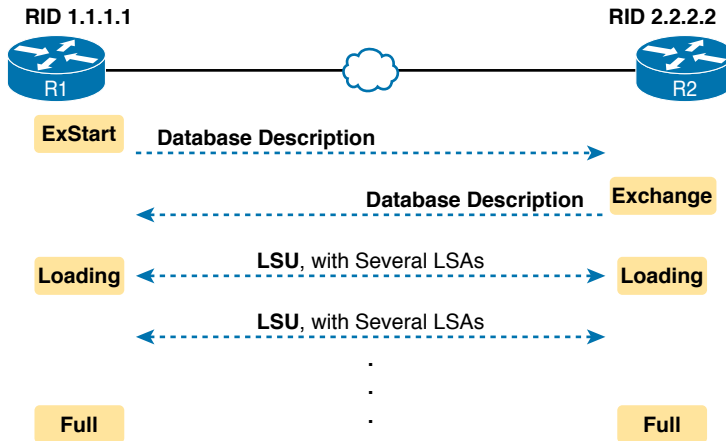 RID 1.1.1.1
RID 2.2.2.2
R1
R2
ExStart
Database Description
Database Description
Exchange
Loading
LSU, with Several LSAs
Loading
LSU, with Several LSAs
.
.
.
Full
Full